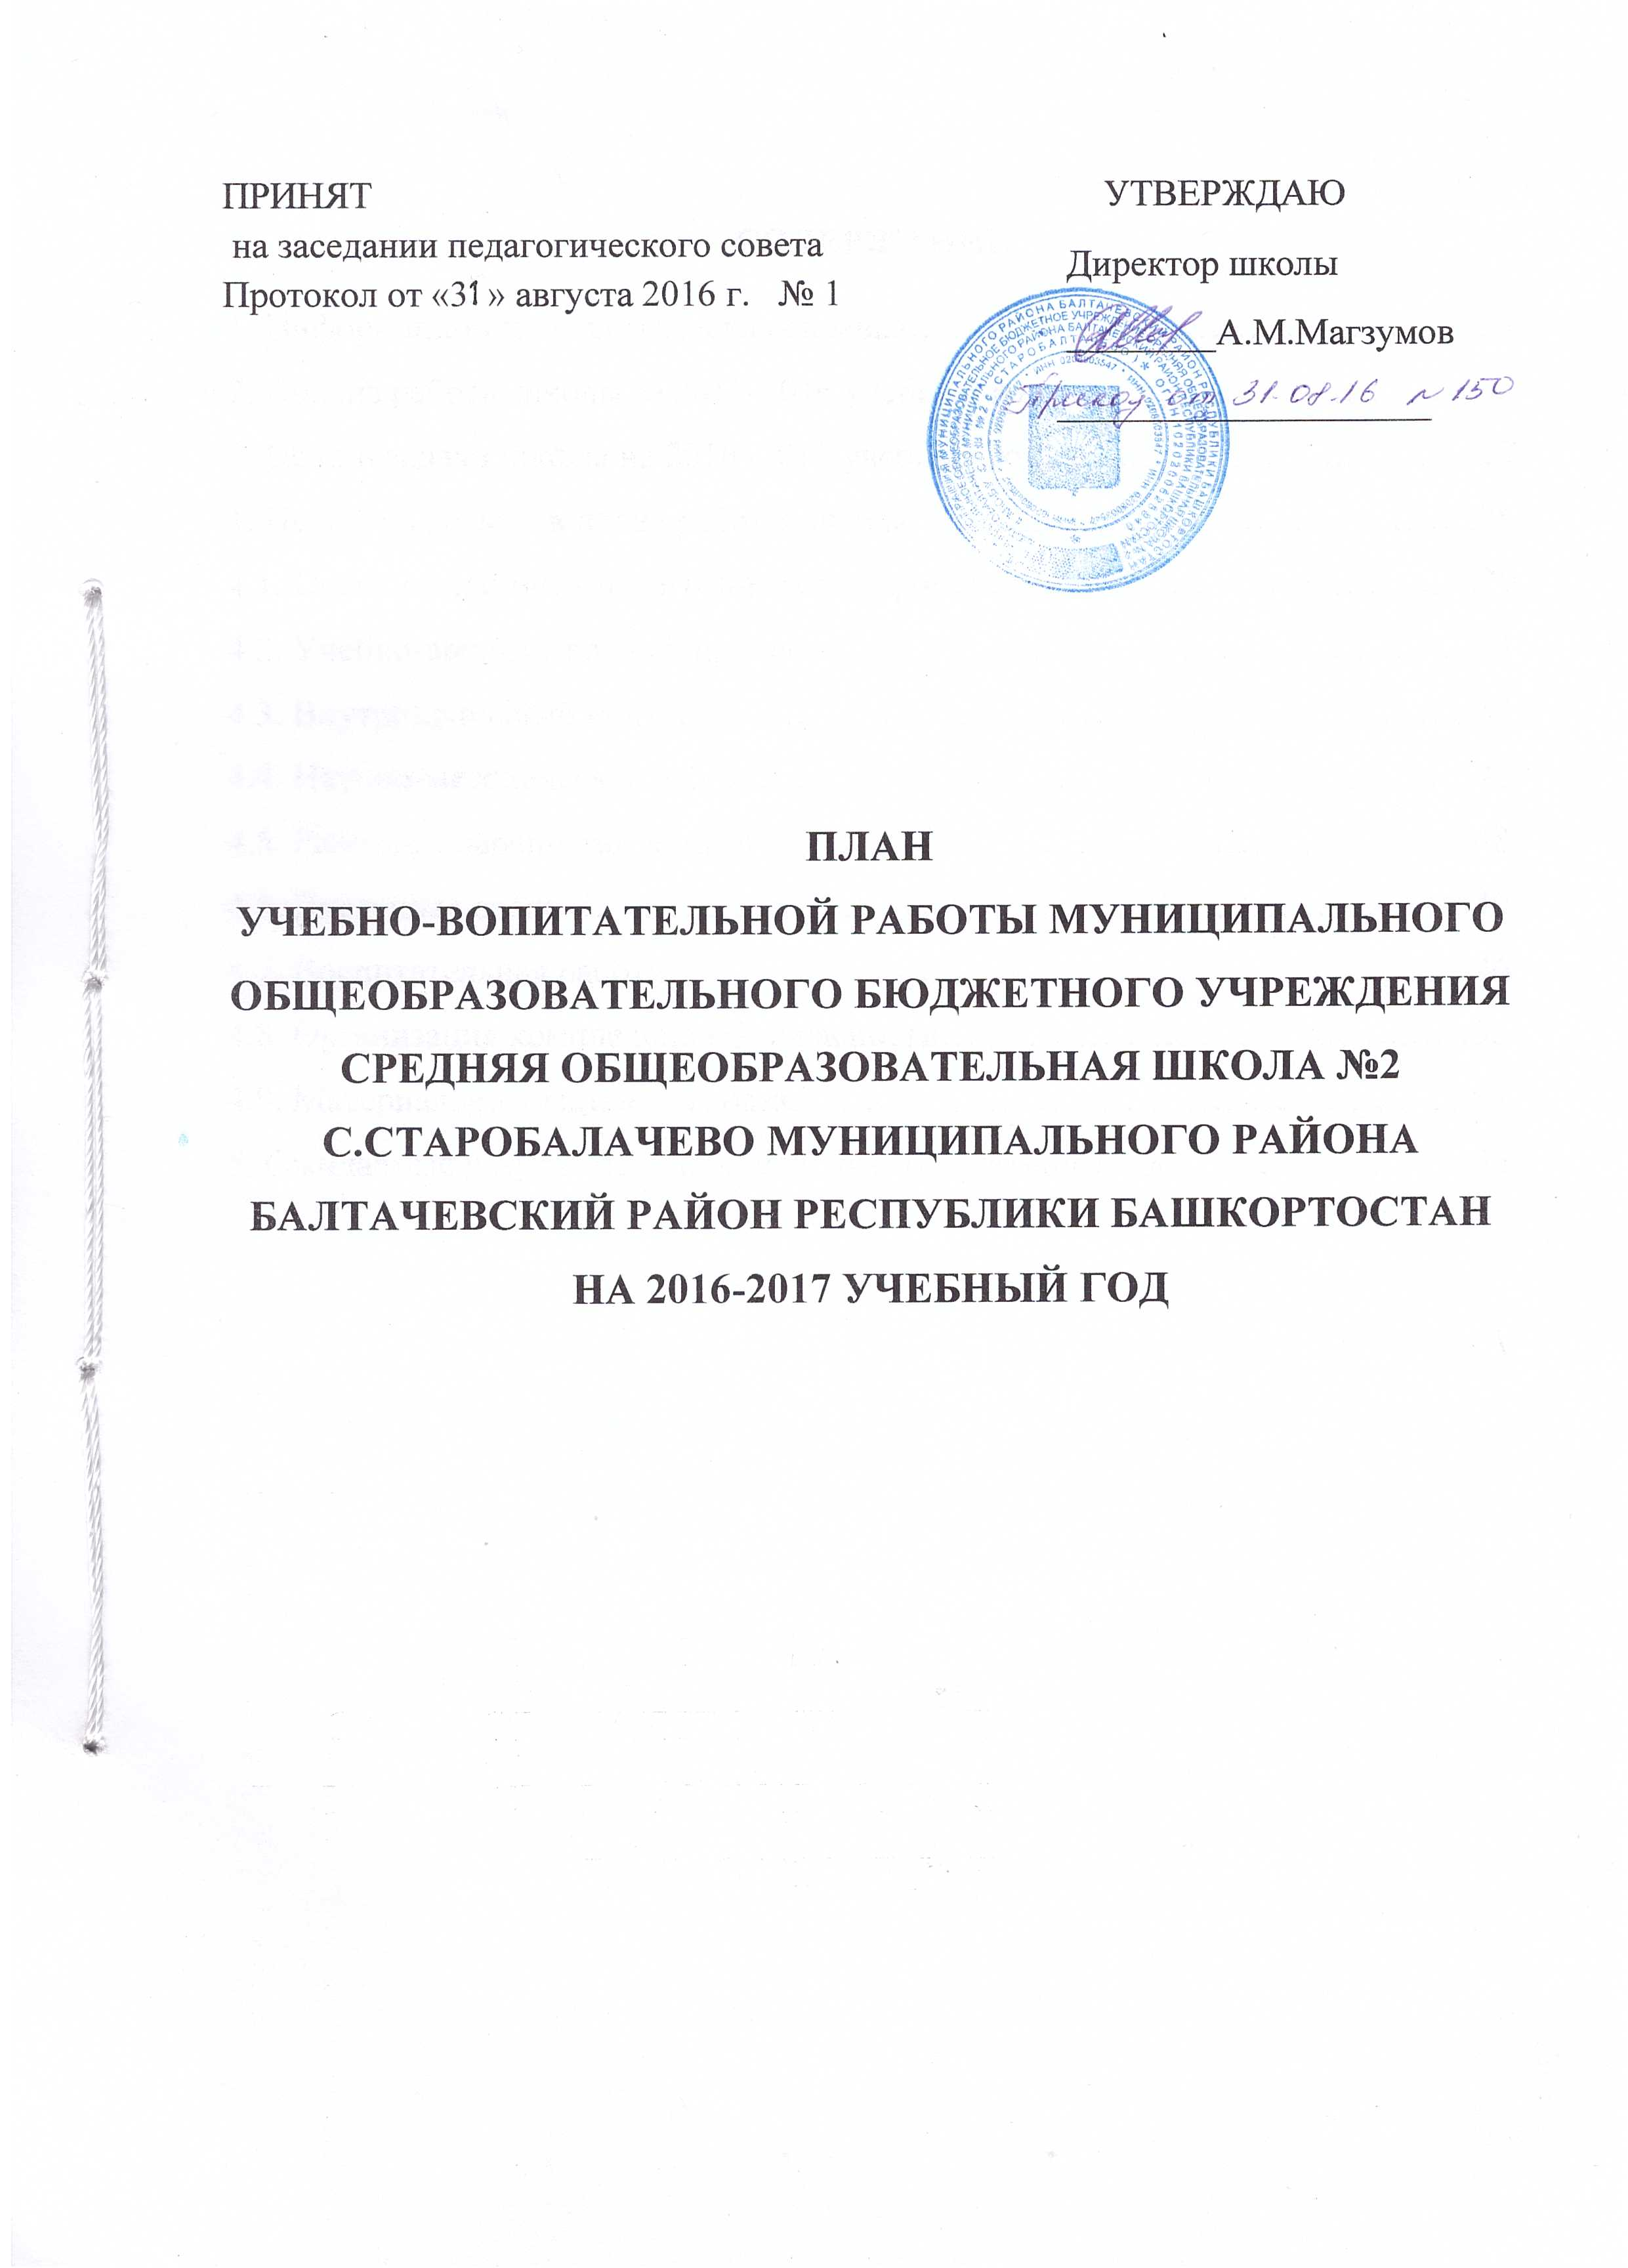 ПРИНЯТ
на заседании педагогического совета
Протокол от «31» августа 2016 г. № 1
УТВЕРЖДАЮ
Директор школы
А.М.Магзумов
Приказ от 31.08.16 № 150
ПЛАН
УЧЕБНО-ВОПИТАТЕЛЬНОЙ РАБОТЫ МУНИЦИПАЛЬНОГО
ОБЩЕОБРАЗОВАТЕЛЬНОГО БЮДЖЕТНОГО УЧРЕЖДЕНИЯ
СРЕДНЯЯ ОБЩЕОБРАЗОВАТЕЛЬНАЯ ШКОЛА №2
С.СТАРОБАЛАЧЕВО МУНИЦИПАЛЬНОГО РАЙОНА
БАЛТАЧЕВСКИЙ РАЙОН РЕСПУБЛИКИ БАШКОРТОСТАН
НА 2016-2017 УЧЕБНЫЙ ГОД